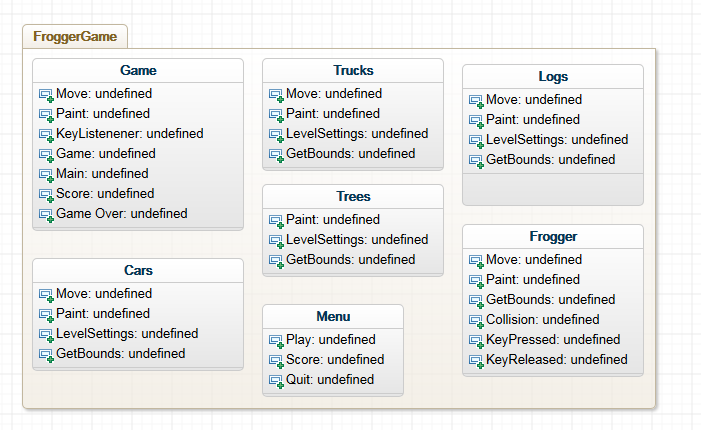 FroggerGame
Game
Move: undefined
Paint: undefined
KeyListenener: undefined
Game: undefined
Main: undefined
Score: undefined
Game Over: undefined
Cars
Move: undefined
Paint: undefined
LevelSettings: undefined
GetBounds: undefined
Trucks
Move: undefined
Paint: undefined
LevelSettings: undefined
GetBounds: undefined
Trees
Paint: undefined
LevelSettings: undefined
GetBounds: undefined
Menu
Play: undefined
Score: undefined
Quit: undefined
Logs
Move: undefined
Paint: undefined
LevelSettings: undefined
GetBounds: undefined
Frogger
Move: undefined
Paint: undefined
GetBounds: undefined
Collision: undefined
KeyPressed: undefined
KeyReleased: undefined